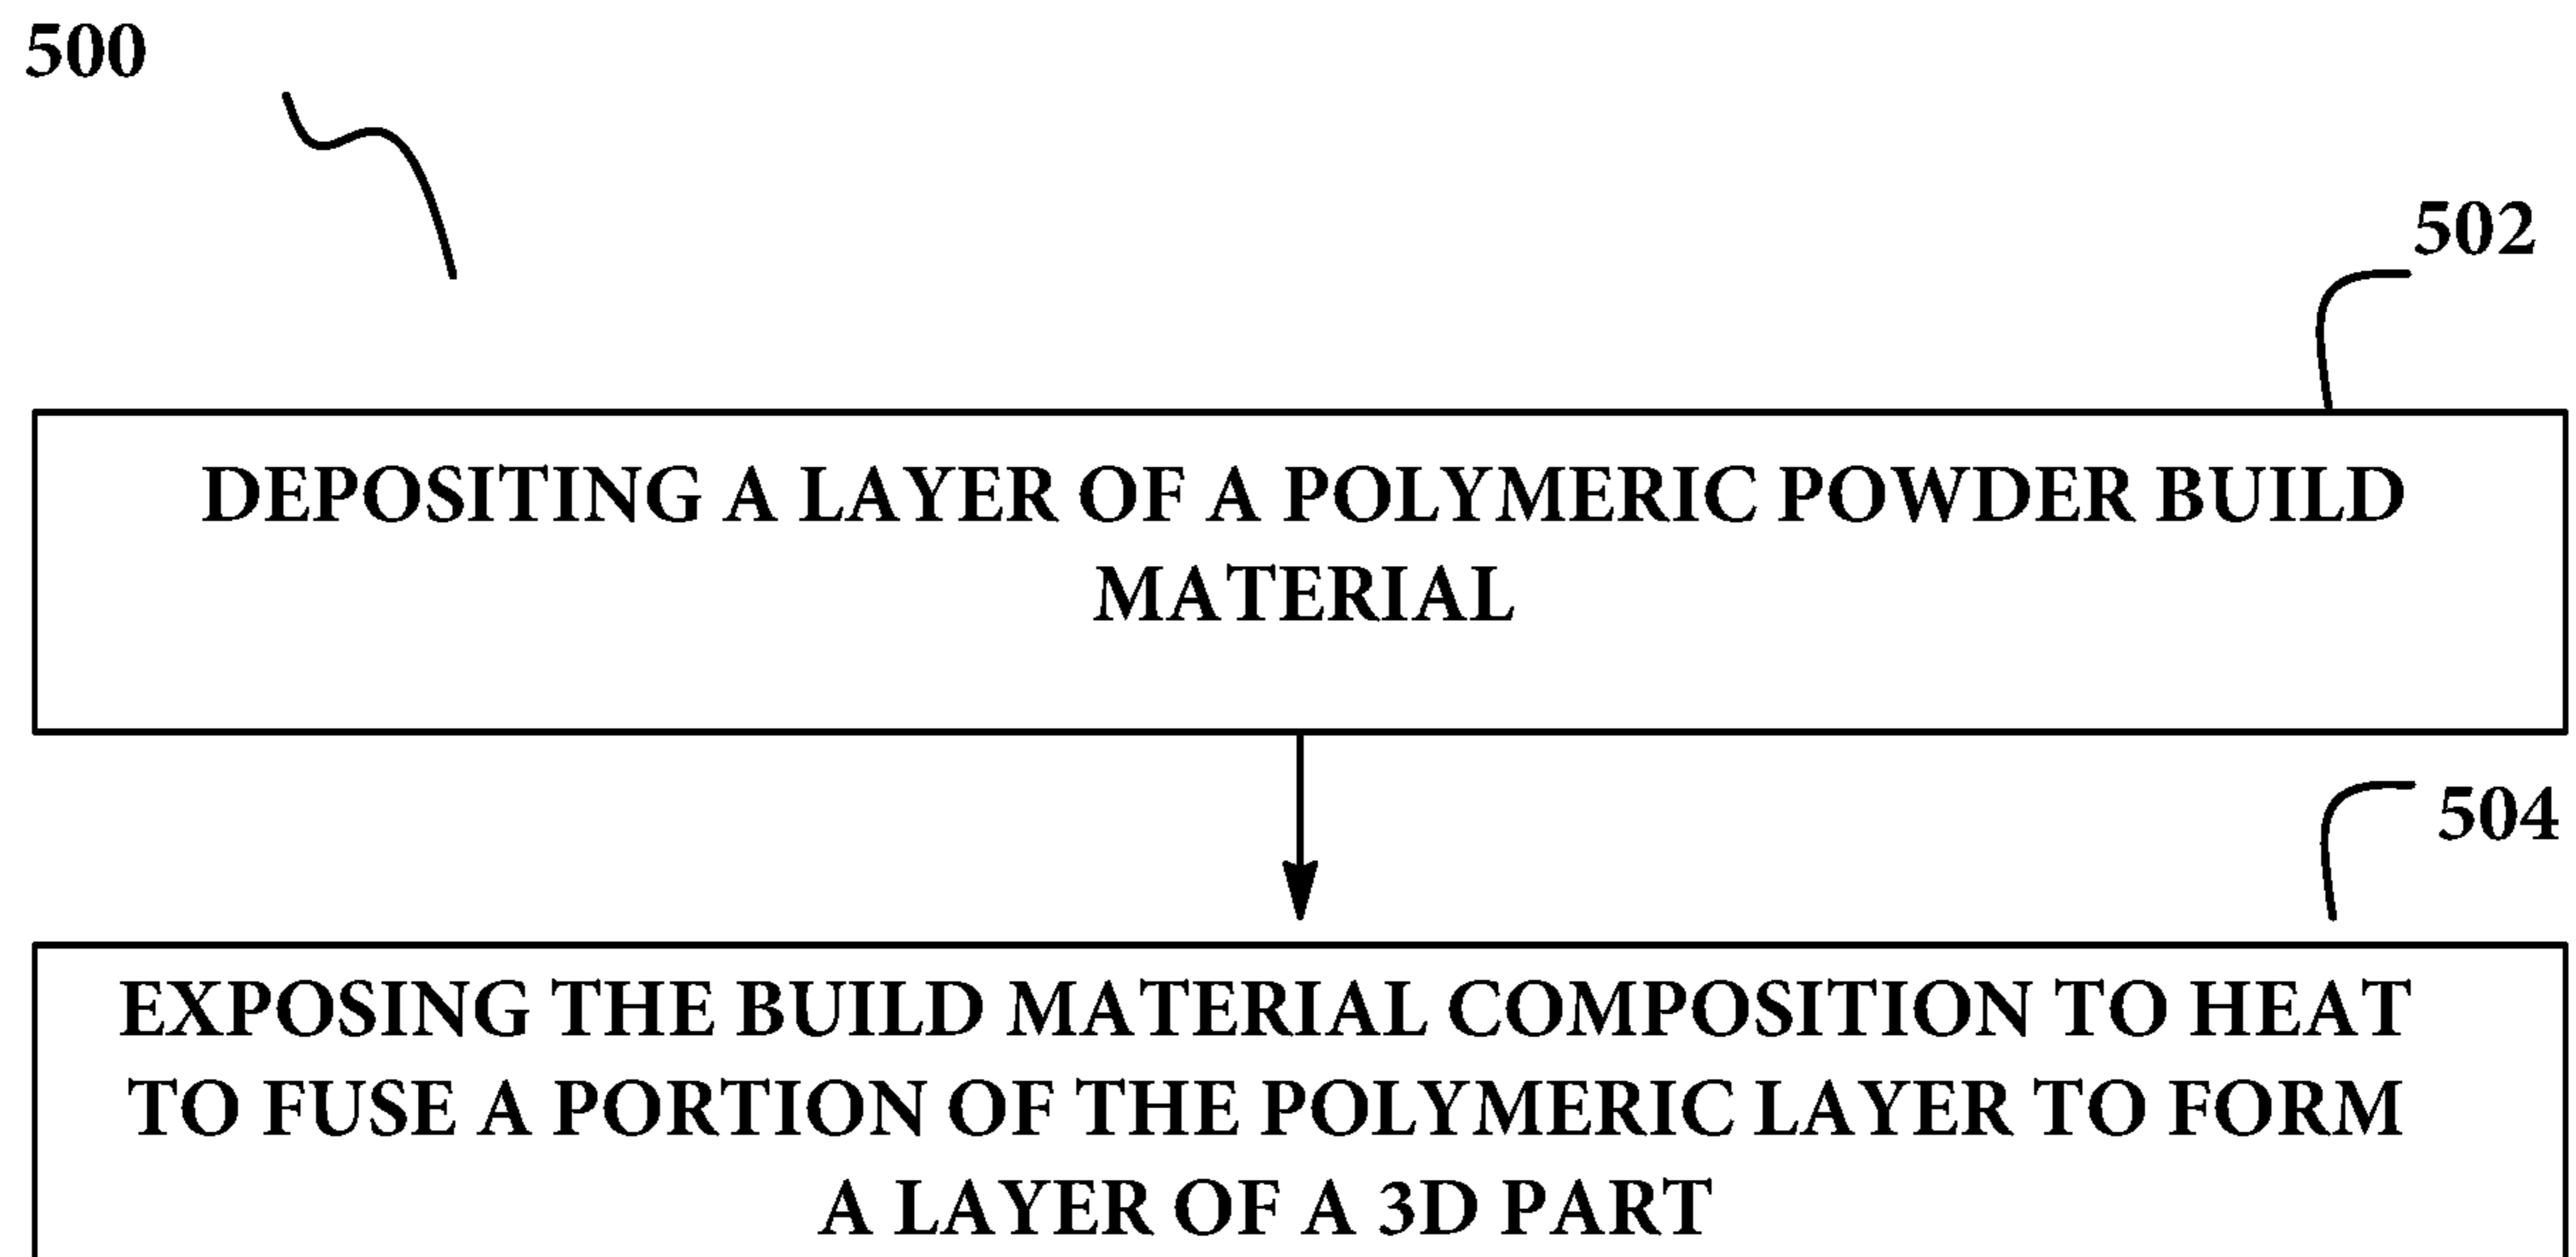 500
502
DEPOSITING A LAYER OF A POLYMERIC POWDER BUILD
MATERIAL
504
EXPOSING THE BUILD MATERIAL COMPOSITION TO HEAT
TO FUSE A PORTION OF THE POLYMERIC LAYER TO FORM
A LAYER OF A 3D PART